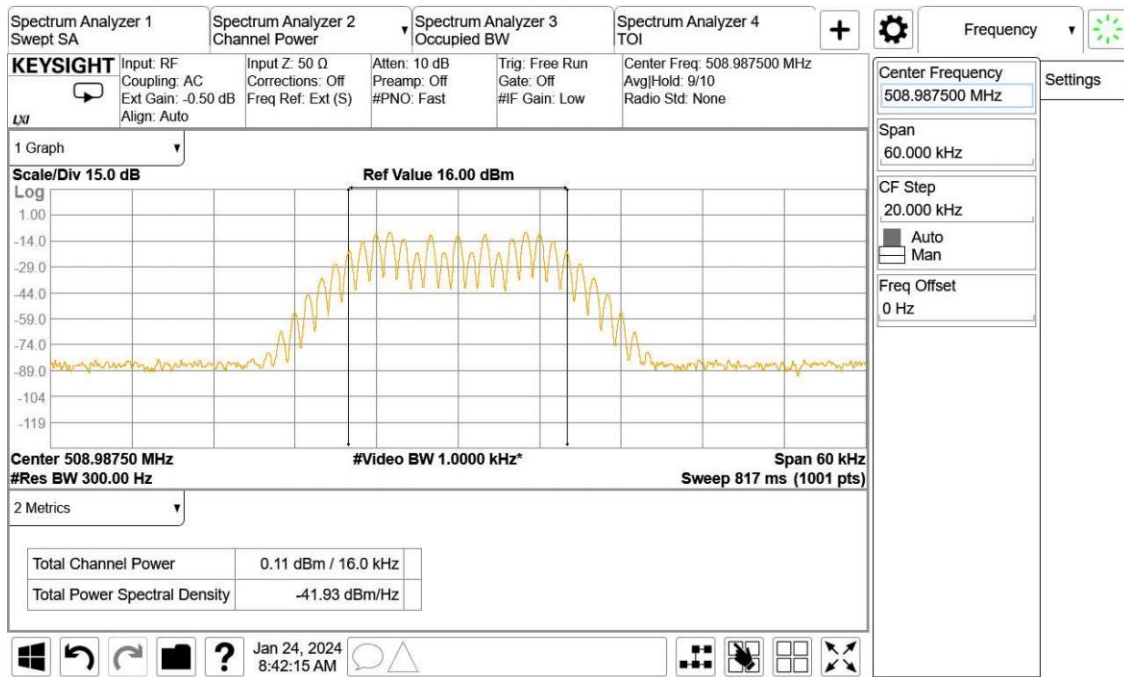 Spectrum Analyzer 1
Swept SA
Spectrum Analyzer 2
Channel Power
Spectrum Analyzer 3
Occupied BW
Spectrum Analyzer 4
TOI
+
Frequency
KEYSIGHT
LXI
Input: RF
Coupling: AC
Ext Gain: -0.50 dB
Align: Auto
Input Z: 50 Ω
Corrections: Off
Freq Ref: Ext (S)
Atten: 10 dB
Preamp: Off
#PNO: Fast
Trig: Free Run
Gate: Off
#IF Gain: Low
Center Freq: 508.987500 MHz
Avg|Hold: 9/10
Radio Std: None
Center Frequency
508.987500 MHz
Settings
Span
60.000 kHz
CF Step
20.000 kHz
Auto
Man
Freq Offset
0 Hz
1 Graph
Scale/Div 15.0 dB
Ref Value 16.00 dBm
Log
1.00
-14.0
-29.0
-44.0
-59.0
-74.0
-89.0
-104
-119
Center 508.98750 MHz
#Video BW 1.0000 kHz*
Span 60 kHz
#Res BW 300.00 Hz
Sweep 817 ms (1001 pts)
2 Metrics
Total Channel Power 0.11 dBm / 16.0 kHz
Total Power Spectral Density -41.93 dBm/Hz
?
Jan 24, 2024
8:42:15 AM